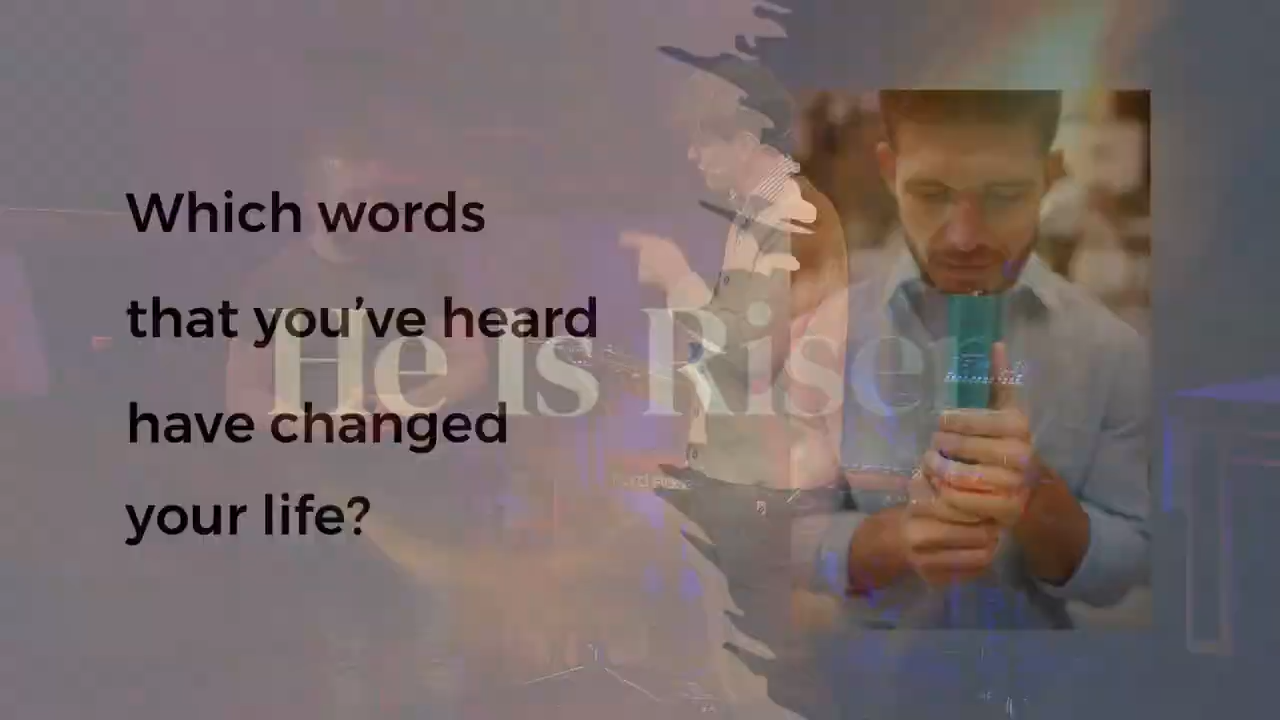 Which words
that you've heard
He Is Risen
have changed
your life?